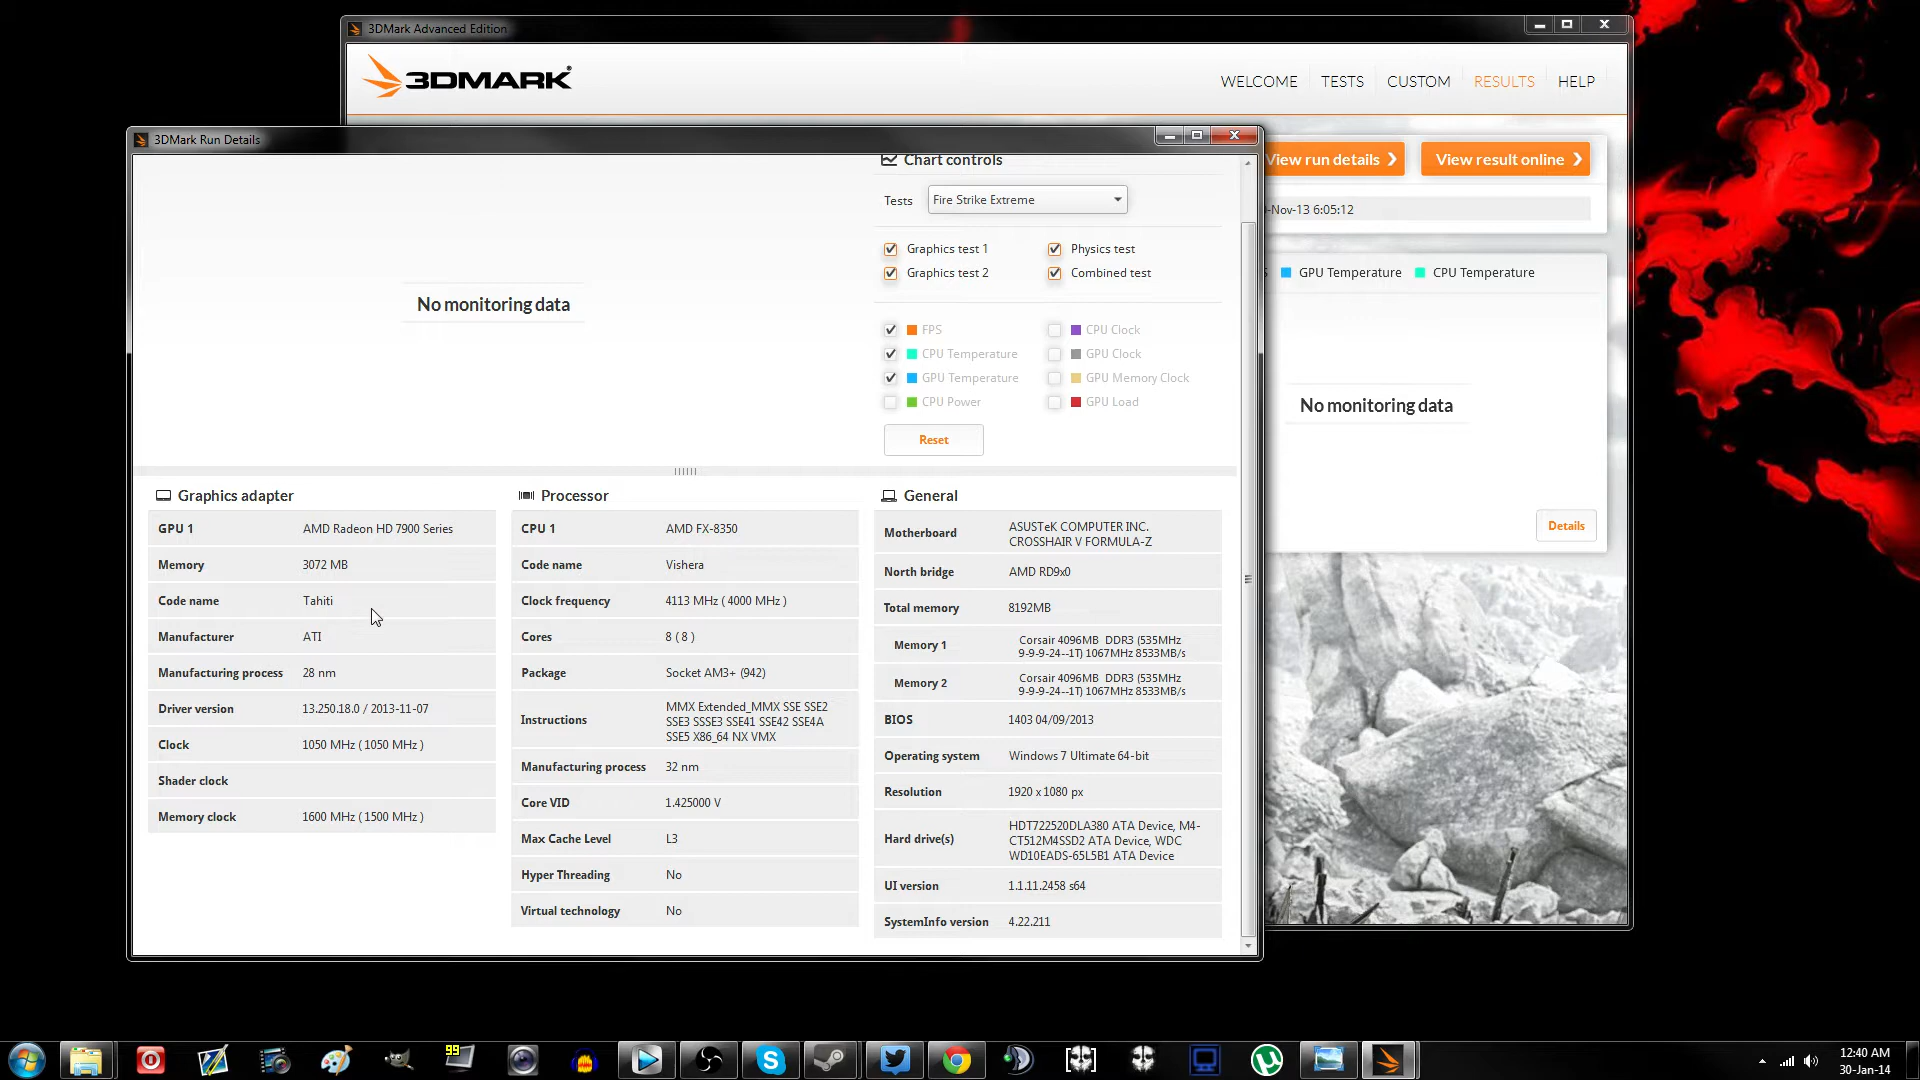 3DMark Advanced Edition
3DMARK
WELCOME TESTS CUSTOM RESULTS HELP
3DMark Run Details
View run details
View result online
-Nov-13 6:05:12
GPU Temperature CPU Temperature
No monitoring data
Details
Chart controls
Tests Fire Strike Extreme
Graphics test 1 Physics test
Graphics test 2 Combined test
No monitoring data
FPS CPU Clock
CPU Temperature GPU Clock
GPU Temperature GPU Memory Clock
CPU Power GPU Load
Reset
Graphics adapter
GPU 1 AMD Radeon HD 7900 Series
Memory 3072 MB
Code name Tahiti
Manufacturer ATI
Manufacturing process 28 nm
Driver version 13.250.18.0 / 2013-11-07
Clock 1050 MHz ( 1050 MHz )
Shader clock
Memory clock 1600 MHz ( 1500 MHz )
Processor
CPU 1 AMD FX-8350
Code name Vishera
Clock frequency 4113 MHz ( 4000 MHz )
Cores 8 ( 8 )
Package Socket AM3+ (942)
Instructions MMX Extended_MMX SSE SSE2
SSE3 SSSE3 SSE41 SSE42 SSE4A
SSE5 X86_64 NX VMX
Manufacturing process 32 nm
Core VID 1.425000 V
Max Cache Level L3
Hyper Threading No
Virtual technology No
General
Motherboard ASUSTeK COMPUTER INC.
CROSSHAIR V FORMULA-Z
North bridge AMD RD9x0
Total memory 8192MB
Memory 1 Corsair 4096MB DDR3 (535MHz
9-9-9-24--1T) 1067MHz 8533MB/s
Memory 2 Corsair 4096MB DDR3 (535MHz
9-9-9-24--1T) 1067MHz 8533MB/s
BIOS 1403 04/09/2013
Operating system Windows 7 Ultimate 64-bit
Resolution 1920 x 1080 px
Hard drive(s) HDT722520DLA380 ATA Device, M4-
CT512M4SSD2 ATA Device, WDC
WD10EADS-65L5B1 ATA Device
UI version 1.1.11.2458 s64
SystemInfo version 4.22.211
99
12:40 AM
30-Jan-14